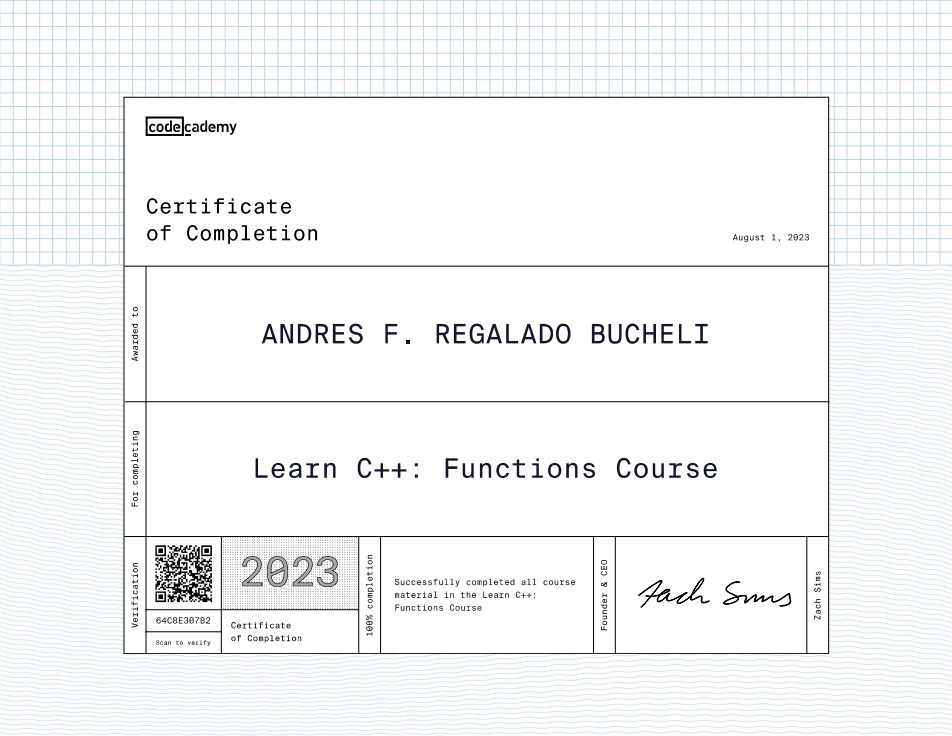 codecademy
Certificate
of Completion
August 1, 2023
Awarded to
ANDRES F. REGALADO BUCHELI
For completing
Learn C++: Functions Course
Verification
64C8E307B2
Scan to verify
2023
Certificate
of Completion
100% completion
Successfully completed all course
material in the Learn C++:
Functions Course
Founder & CEO
Zach Sims
Zach Sims